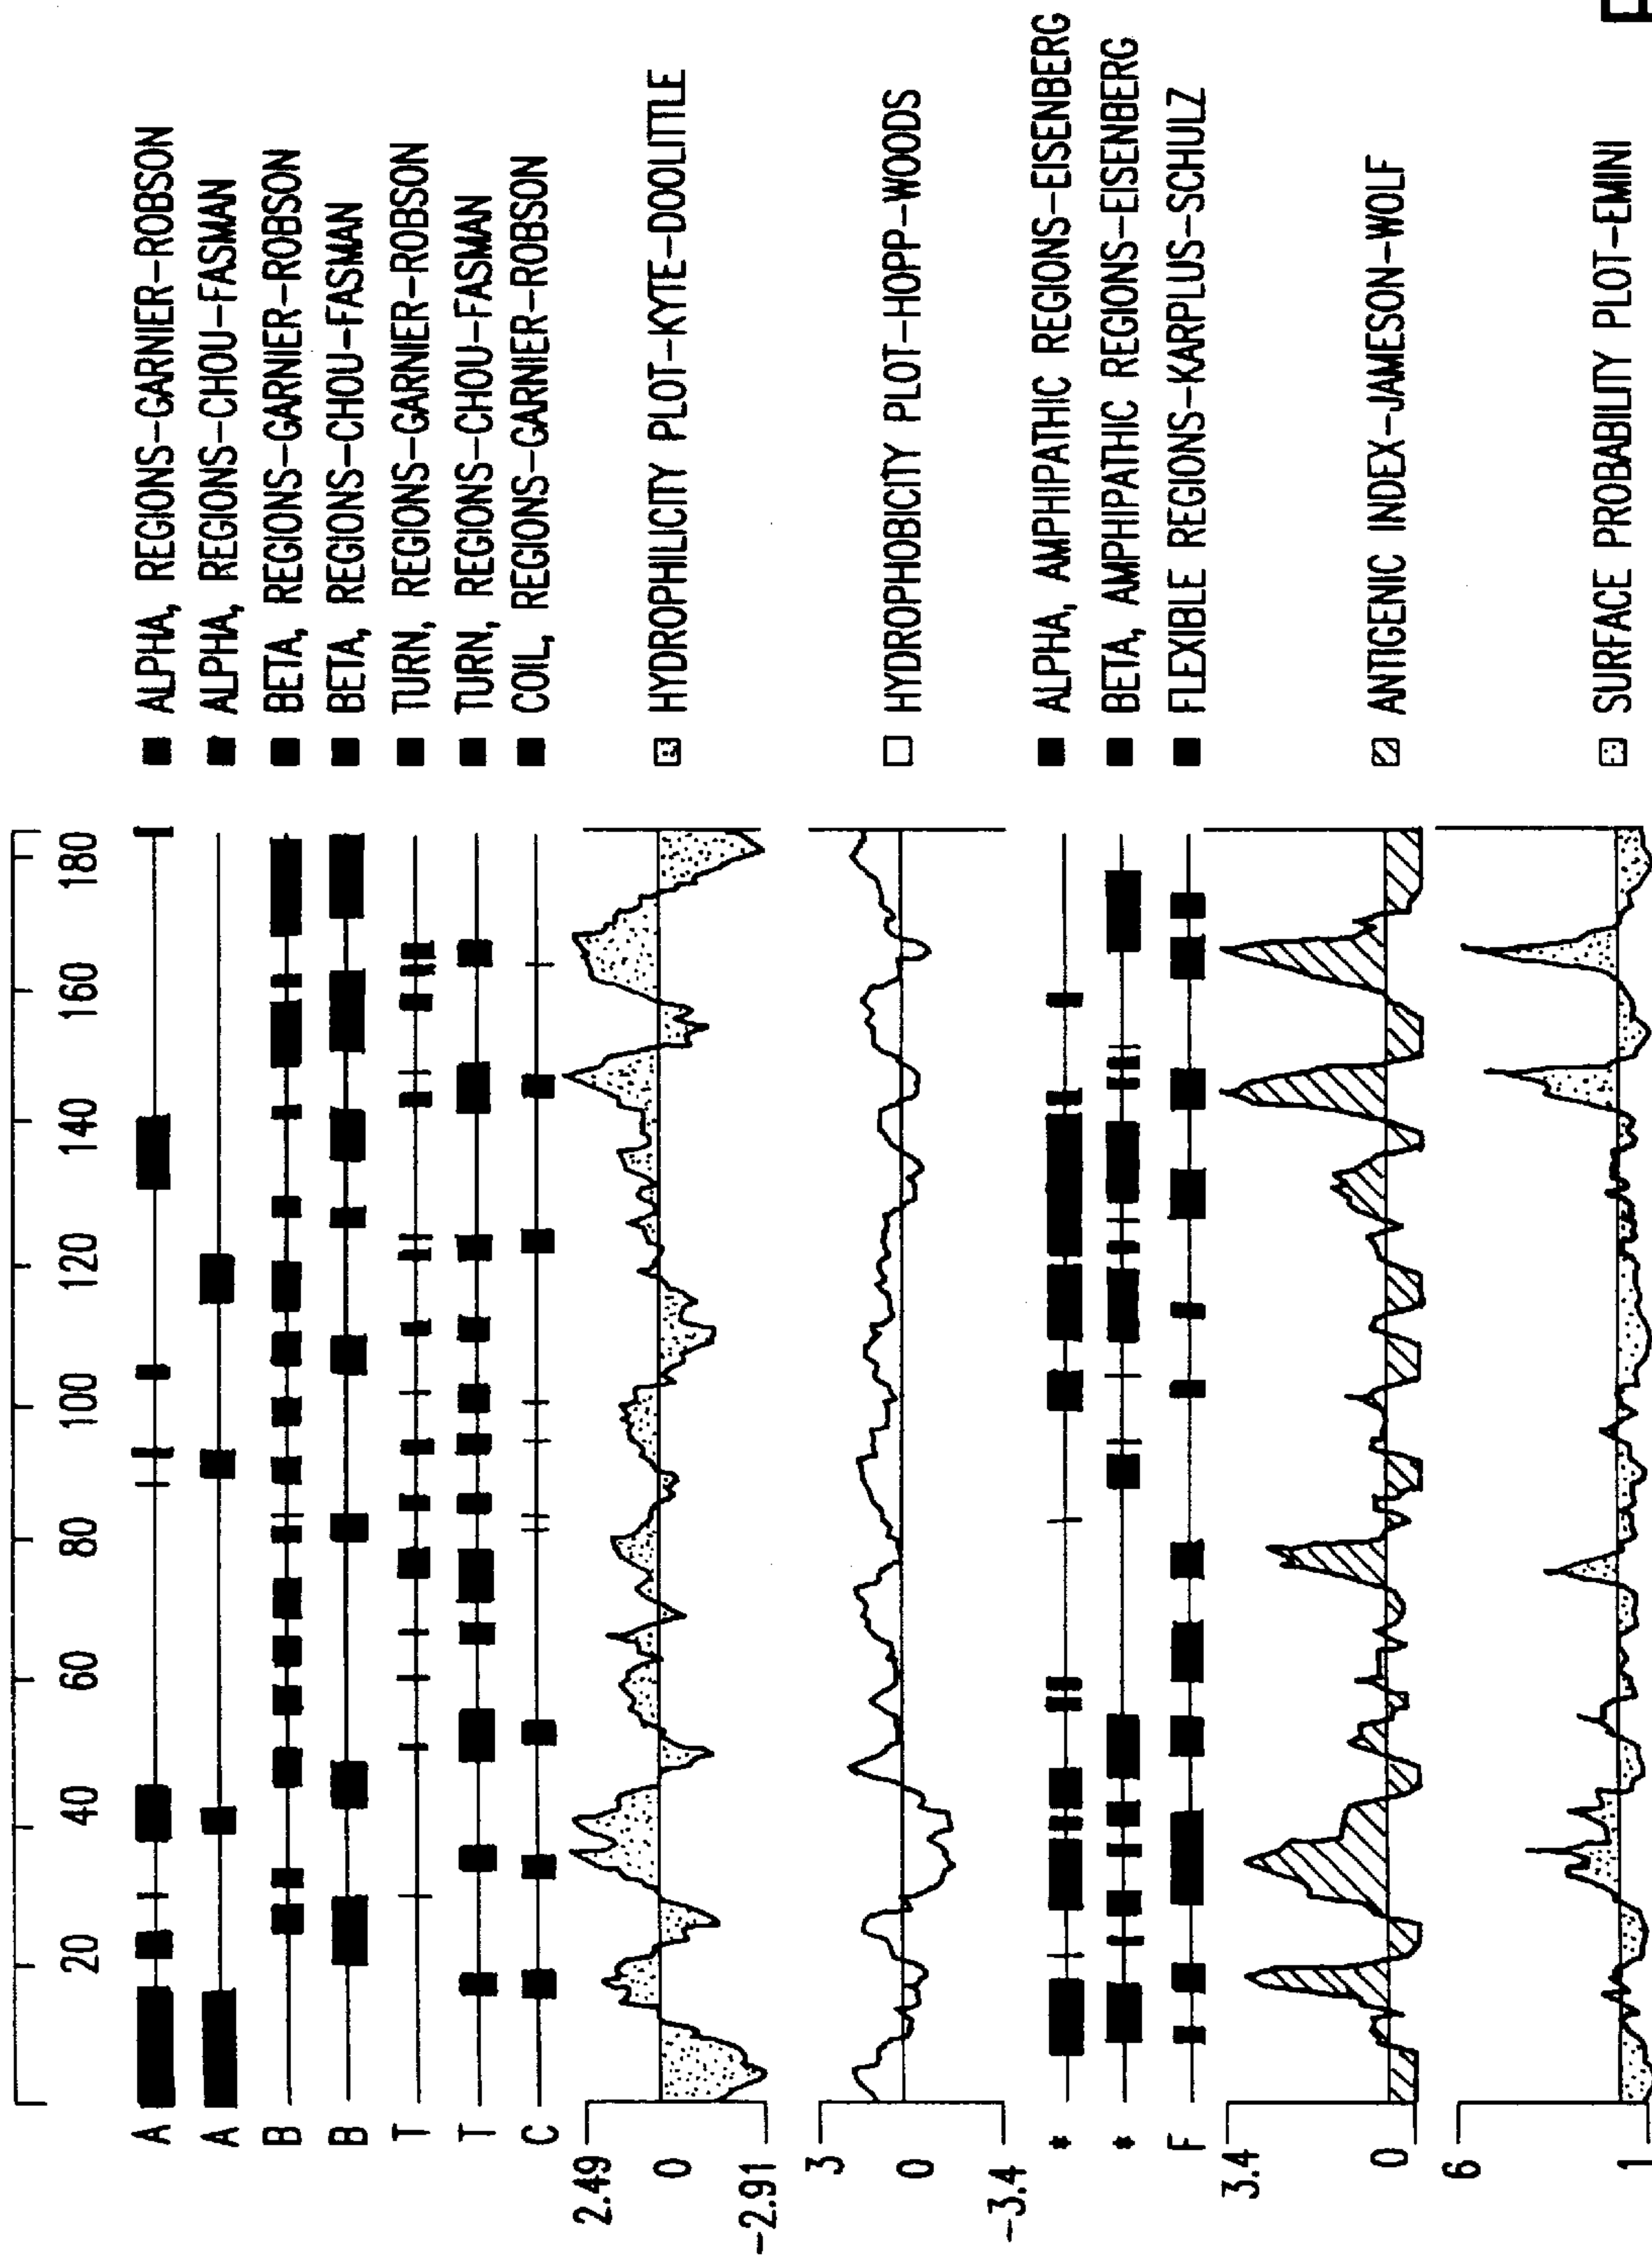 20 40 60 80 100 120 140 160 180
A ALPHA, REGIONS-GARNIER-ROBSON
A ALPHA, REGIONS-CHOU-FASMAN
B BETA, REGIONS-GARNIER-ROBSON
B BETA, REGIONS-CHOU-FASMAN
T TURN, REGIONS-GARNIER-ROBSON
T TURN, REGIONS-CHOU-FASMAN
C COIL, REGIONS-GARNIER-ROBSON
2.49
0 HYDROPHILICITY PLOT-KYTE-DOOLITTLE
-2.91
3
0 HYDROPHOBICITY PLOT-HOPP-WOODS
-3.4
* ALPHA, AMPHIPATHIC REGIONS-EISENBERG
* BETA, AMPHIPATHIC REGIONS-EISENBERG
F FLEXIBLE REGIONS-KARPLUS-SCHULZ
3.4
0 ANTIGENIC INDEX-JAMESON-WOLF
6
1 SURFACE PROBABILITY PLOT-EMINI